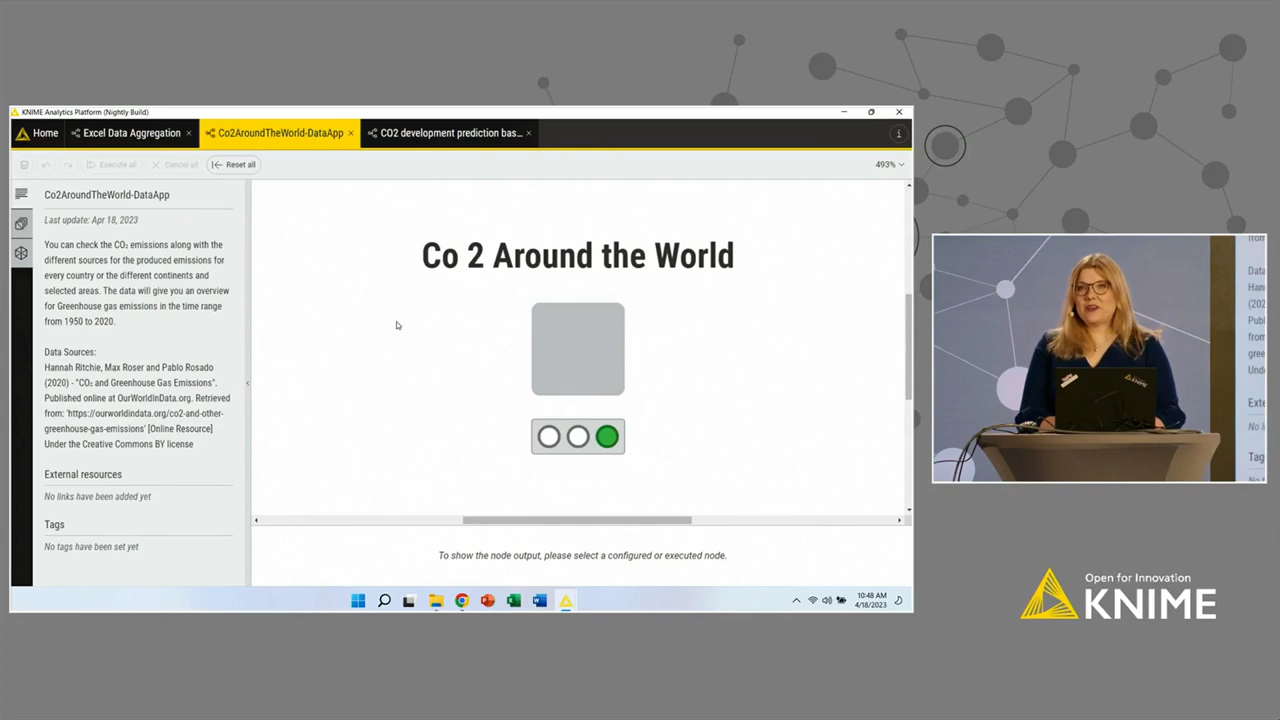 KNIME Analytics Platform (Nightly Build)
Home
Excel Data Aggregation
Co2AroundTheWorld-DataApp
CO2 development prediction bas...
Execute all
Cancel all
Reset all
493%
Co2AroundTheWorld-DataApp
Last update: Apr 18, 2023
You can check the CO₂ emissions along with the
different sources for the produced emissions for
every country or the different continents and
selected areas. The data will give you an overview
for Greenhouse gas emissions in the time range
from 1950 to 2020.
Data Sources:
Hannah Ritchie, Max Roser and Pablo Rosado
(2020) - "CO₂ and Greenhouse Gas Emissions".
Published online at OurWorldInData.org. Retrieved
from: 'https://ourworldindata.org/co2-and-other-
greenhouse-gas-emissions' [Online Resource]
Under the Creative Commons BY license
External resources
No links have been added yet
Tags
No tags have been set yet
Co 2 Around the World
To show the node output, please select a configured or executed node.
10:48 AM
4/18/2023
KNIME
Open for Innovation
KNIME